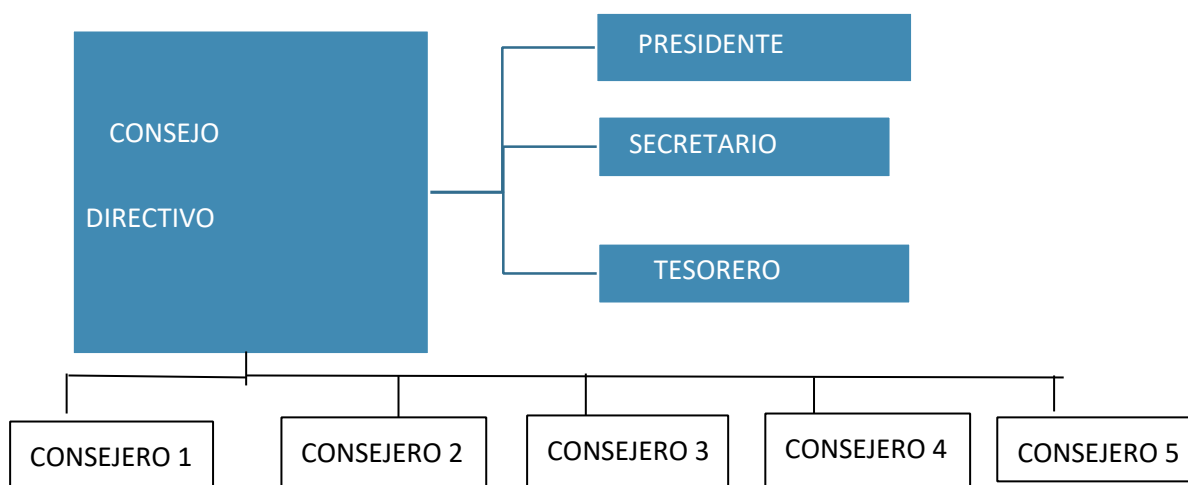 PRESIDENTE
CONSEJO
DIRECTIVO
SECRETARIO
TESORERO
CONSEJERO 1
CONSEJERO 2
CONSEJERO 3
CONSEJERO 4
CONSEJERO 5